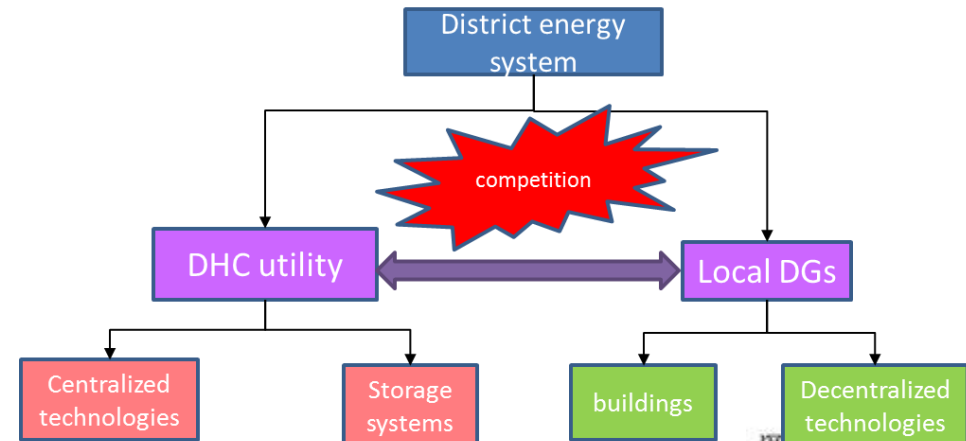 District energy
system
competition
DHC utility
Local DGs
Centralized
technologies
Storage
systems
buildings
Decentralized
technologies